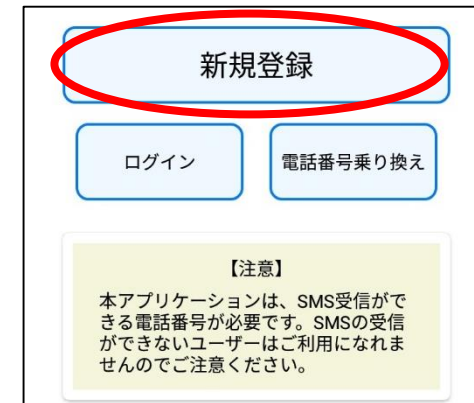 新規登録
ログイン
電話番号乗り換え
【注意】
本アプリケーションは、SMS受信がで
きる電話番号が必要です。SMSの受信
ができないユーザーはご利用になれま
せんのでご注意ください。